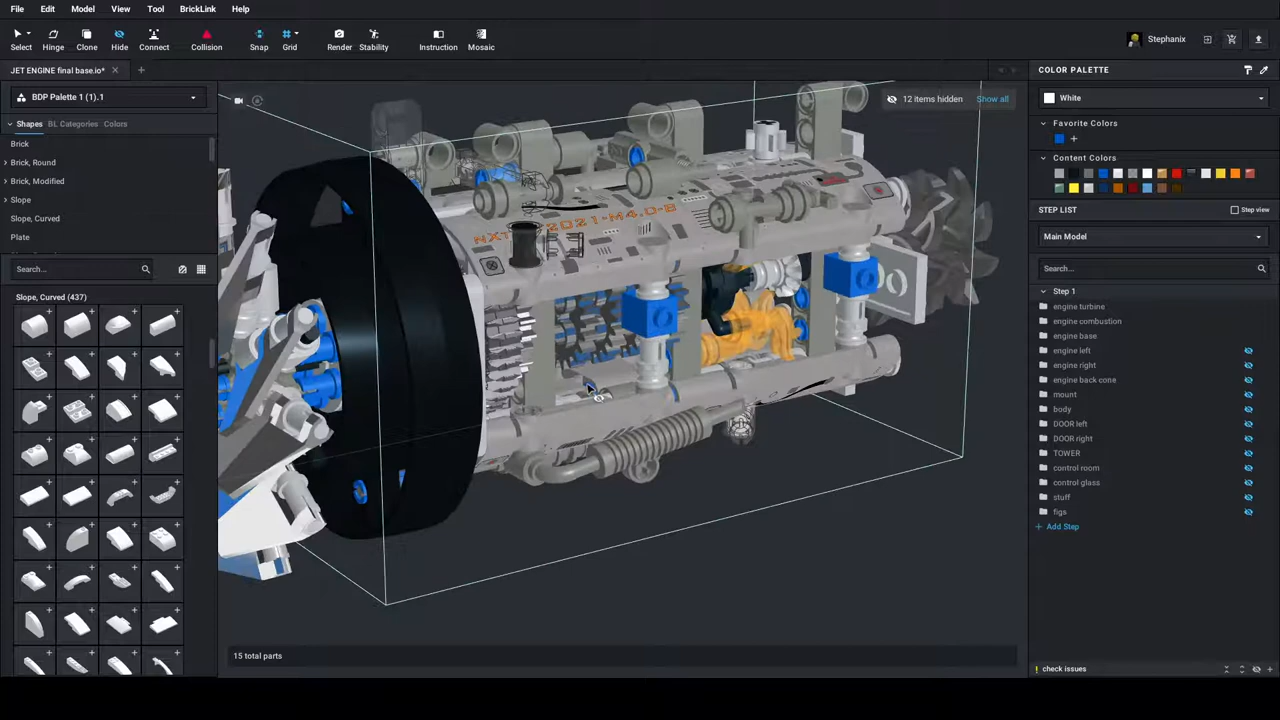 File Edit Model View Tool BrickLink Help
Select Hinge Clone Hide Connect Collision Snap Grid Render Stability Instruction Mosaic
Stephanix
JET ENGINE final base.io*
BDP Palette 1 (1).1
Shapes BL Categories Colors
Brick
Brick, Round
Brick, Modified
Slope
Slope, Curved
Plate
Search...
Slope, Curved (437)
12 items hidden Show all
15 total parts
COLOR PALETTE
White
Favorite Colors
Content Colors
STEP LIST
Step view
Main Model
Search...
Step 1
engine turbine
engine combustion
engine base
engine left
engine right
engine back cone
mount
body
DOOR left
DOOR right
TOWER
control room
control glass
stuff
figs
+ Add Step
! check issues